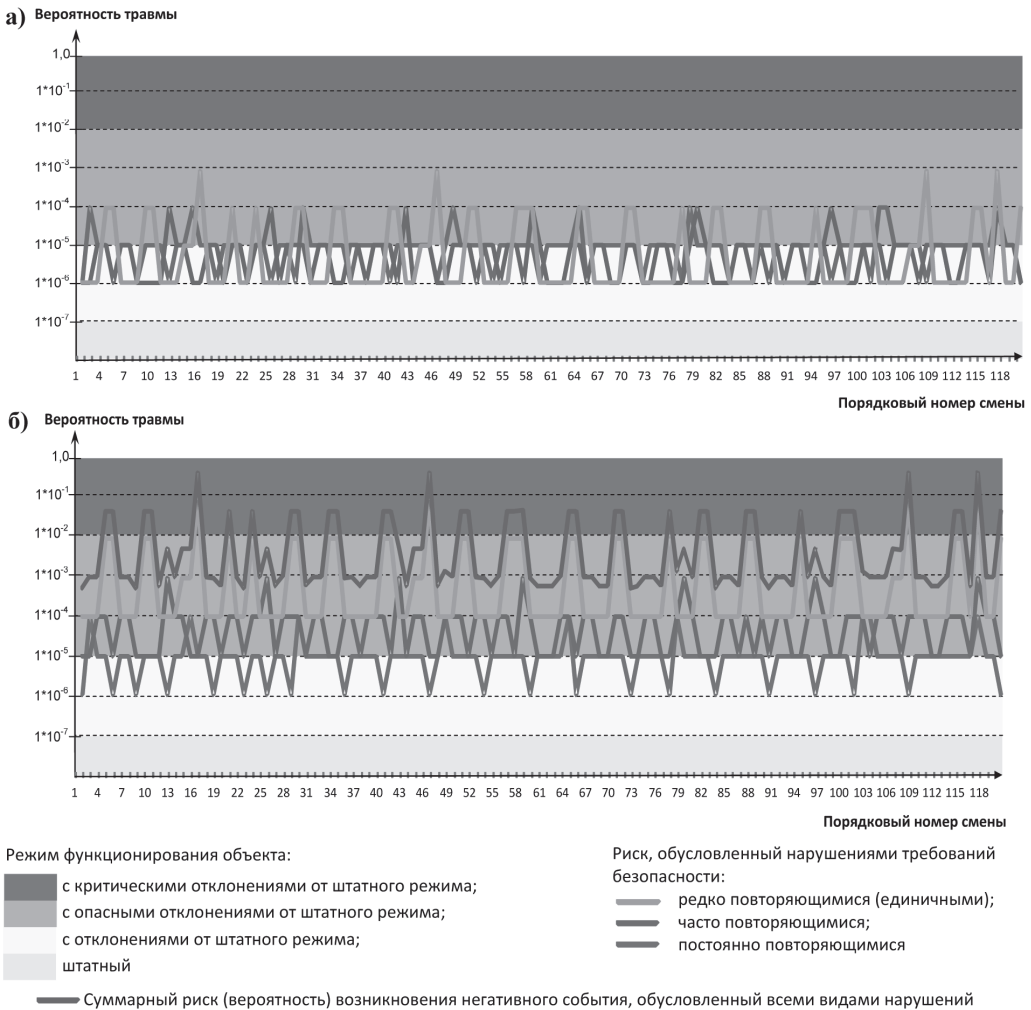 а) Вероятность травмы
1,0
1*10⁻¹
1*10⁻²
1*10⁻³
1*10⁻⁴
1*10⁻⁵
1*10⁻⁶
1*10⁻⁷
1 4 7 10 13 16 19 22 25 28 31 34 37 40 43 46 49 52 55 58 61 64 67 70 73 76 79 82 85 88 91 94 97 100 103 106 109 112 115 118
Порядковый номер смены
б) Вероятность травмы
1,0
1*10⁻¹
1*10⁻²
1*10⁻³
1*10⁻⁴
1*10⁻⁵
1*10⁻⁶
1*10⁻⁷
1 4 7 10 13 16 19 22 25 28 31 34 37 40 43 46 49 52 55 58 61 64 67 70 73 76 79 82 85 88 91 94 97 100 103 106 109 112 115 118
Порядковый номер смены
Режим функционирования объекта:
с критическими отклонениями от штатного режима;
с опасными отклонениями от штатного режима;
с отклонениями от штатного режима;
штатный
Риск, обусловленный нарушениями требований
безопасности:
редко повторяющимися (единичными);
часто повторяющимися;
постоянно повторяющимися
Суммарный риск (вероятность) возникновения негативного события, обусловленный всеми видами нарушений